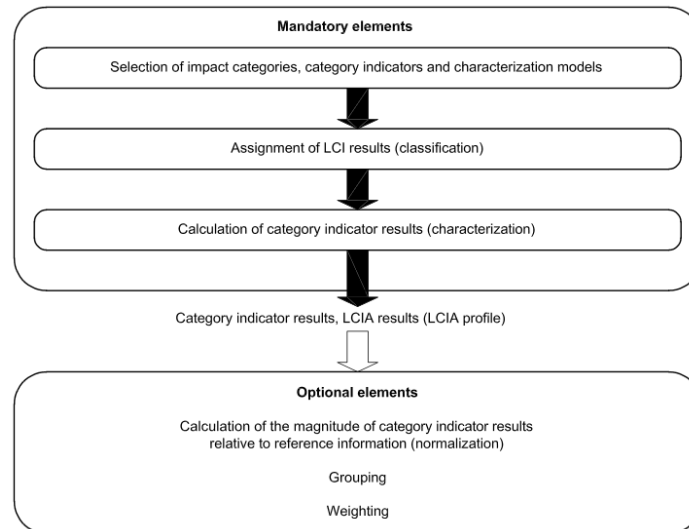 Mandatory elements
Selection of impact categories, category indicators and characterization models
Assignment of LCI results (classification)
Calculation of category indicator results (characterization)
Category indicator results, LCIA results (LCIA profile)
Optional elements
Calculation of the magnitude of category indicator results
relative to reference information (normalization)
Grouping
Weighting